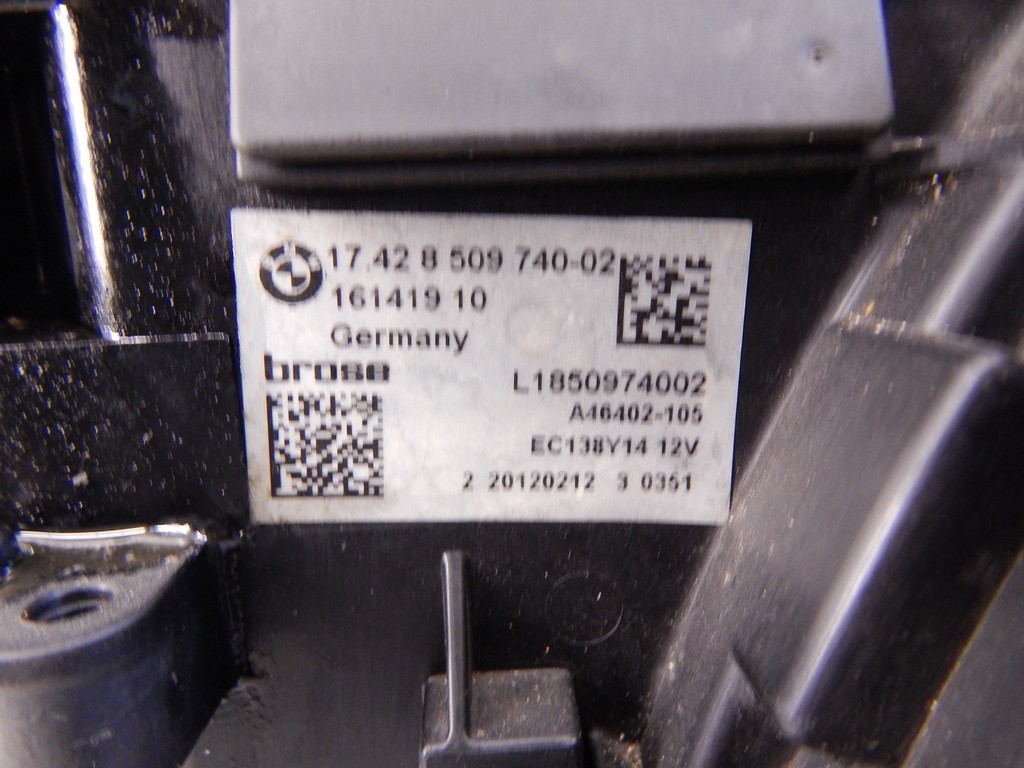 17.42 8 509 740-02
161419 10
Germany
brose
L1850974002
A46402-105
EC138Y14 12V
2 20120212 3 0351